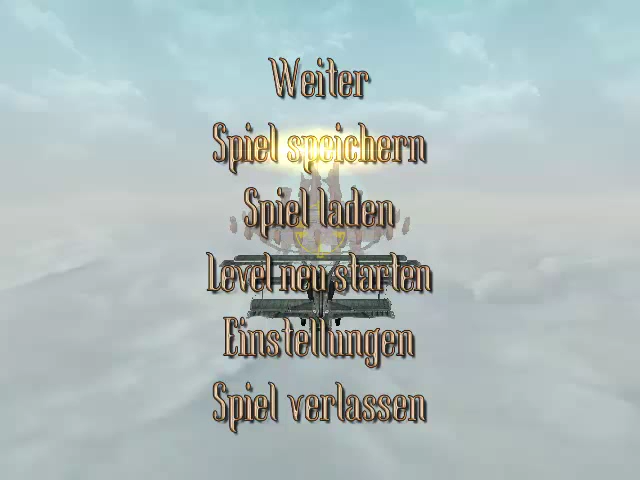 Weiter
Spiel speichern
Spiel laden
Level neu starten
Einstellungen
Spiel verlassen